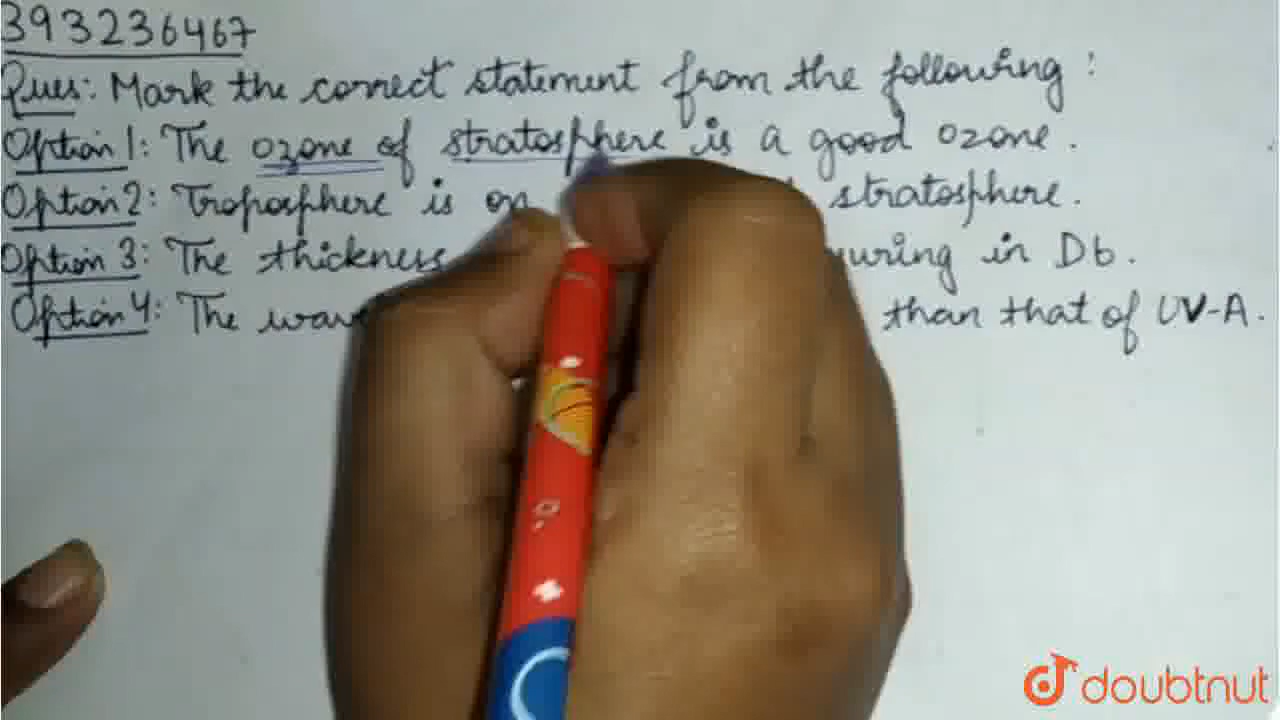 393236467
Ques: Mark the correct statement from the following :
Option 1: The ozone of stratosphere is a good ozone.
Option 2: Troposphere is on stratosphere.
Option 3: The thickness in Db.
Option 4: The than that of UV-A.
doubtnut